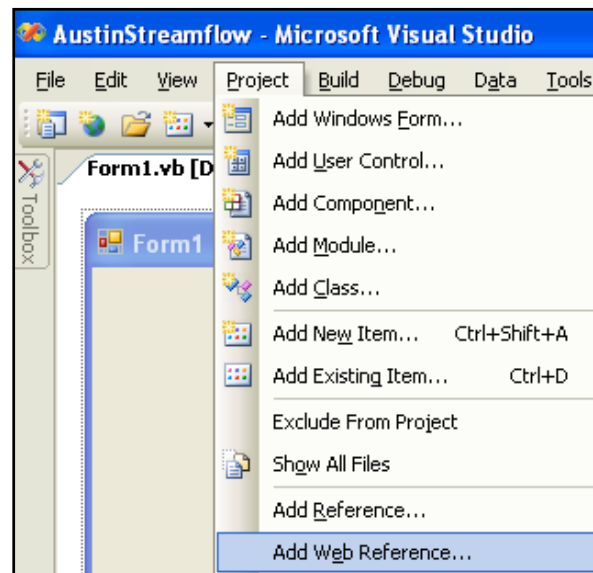 AustinStreamflow - Microsoft Visual Studio
File Edit View Project Build Debug Data Tools
Add Windows Form...
Add User Control...
Form1.vb [D
Toolbox
Add Component...
Form1
Add Module...
Add Class...
Add New Item... Ctrl+Shift+A
Add Existing Item... Ctrl+D
Exclude From Project
Show All Files
Add Reference...
Add Web Reference...